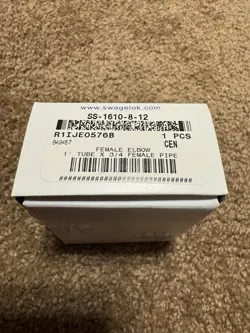 www.swagelok.com
SS-1610-8-12
R1IJE0576B 1 PCS
949457 CEN
FEMALE ELBOW
1" TUBE X 3/4 FEMALE PIPE